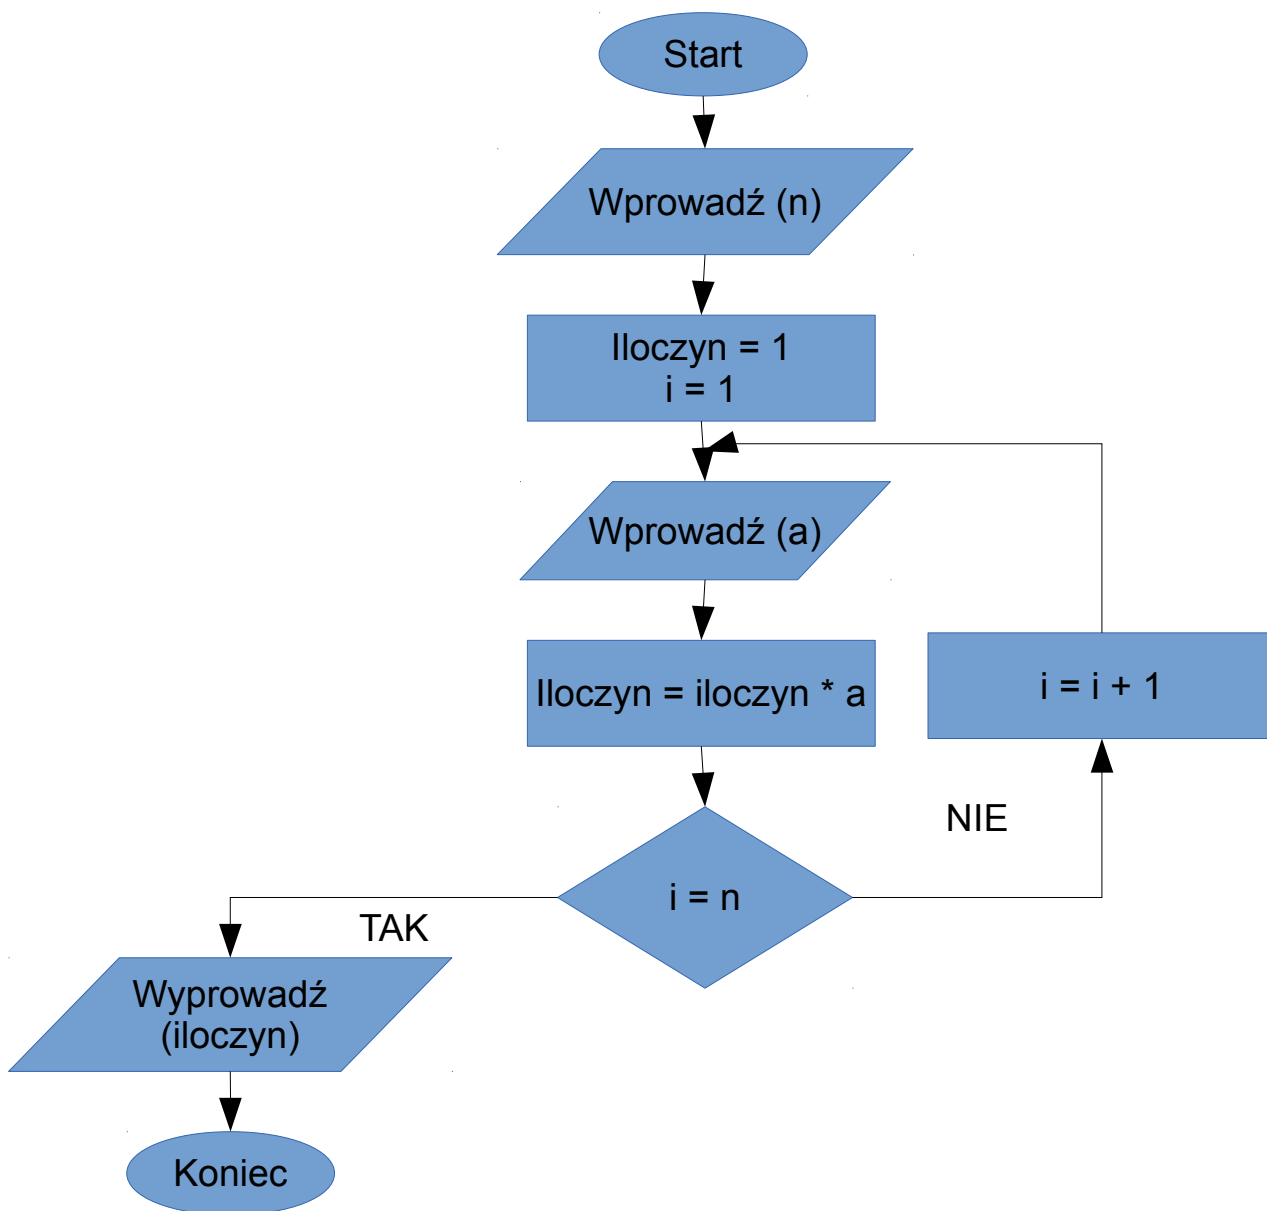 Start
Wprowadź (n)
Iloczyn = 1
i = 1
Wprowadź (a)
Iloczyn = iloczyn * a
i = i + 1
NIE
i = n
TAK
Wyprowadź
(iloczyn)
Koniec